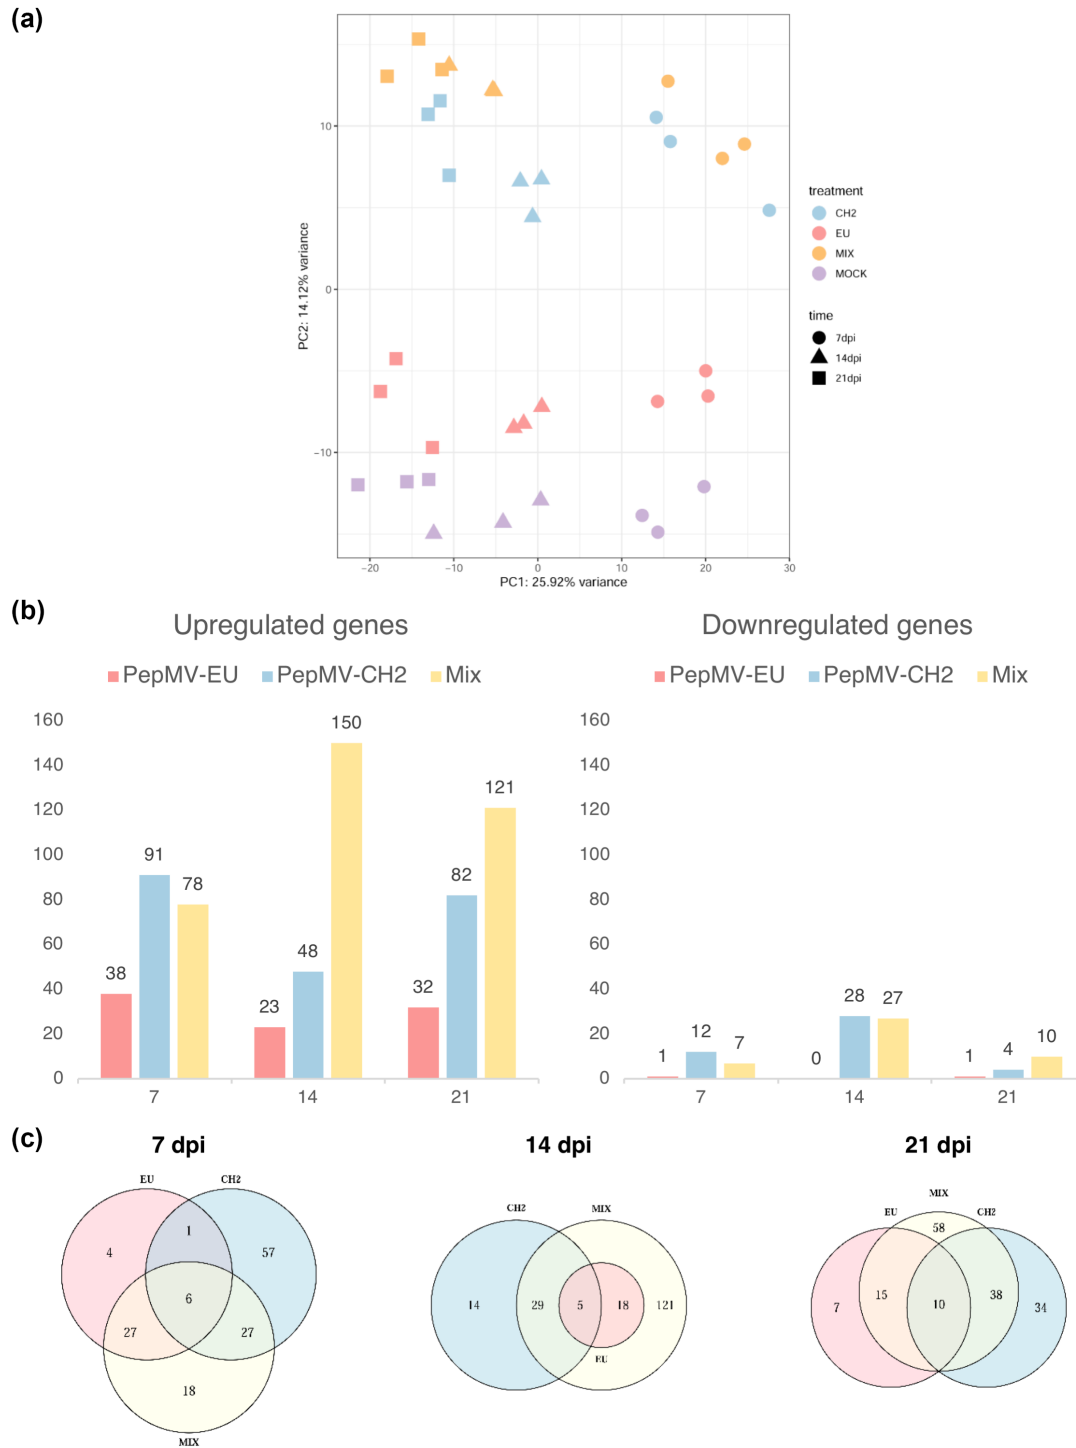 (a)
10
0
−10
PC2: 14.12% variance
−20 −10 0 10 20 30
PC1: 25.92% variance
treatment
CH2
EU
MIX
MOCK
time
7dpi
14dpi
21dpi
(b)
Upregulated genes
PepMV-EU PepMV-CH2 Mix
160
140
120
100
80
60
40
20
0
38 91 78
23 48 150
32 82 121
7 14 21
Downregulated genes
PepMV-EU PepMV-CH2 Mix
160
140
120
100
80
60
40
20
0
1 12 7
0 28 27
1 4 10
7 14 21
(c)
7 dpi
EU CH2
1
4 57
6
27 27
18
MIX
14 dpi
CH2 MIX
14 29 5 18 121
EU
21 dpi
MIX
EU CH2
58
7 15 10 38 34